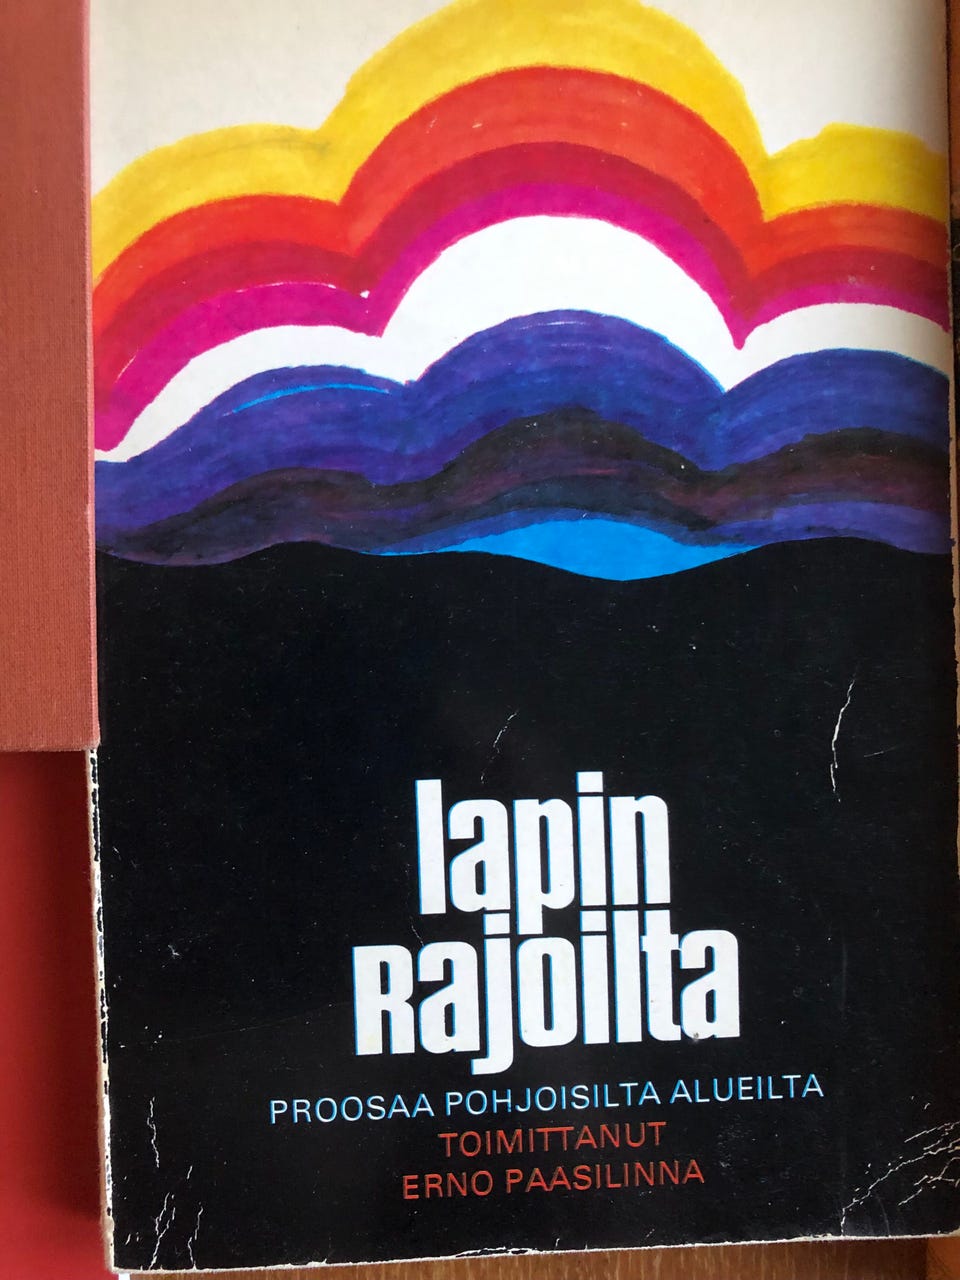 lapin
Rajoilta
PROOSAA POHJOISILTA ALUEILTA
TOIMITTANUT
ERNO PAASILINNA